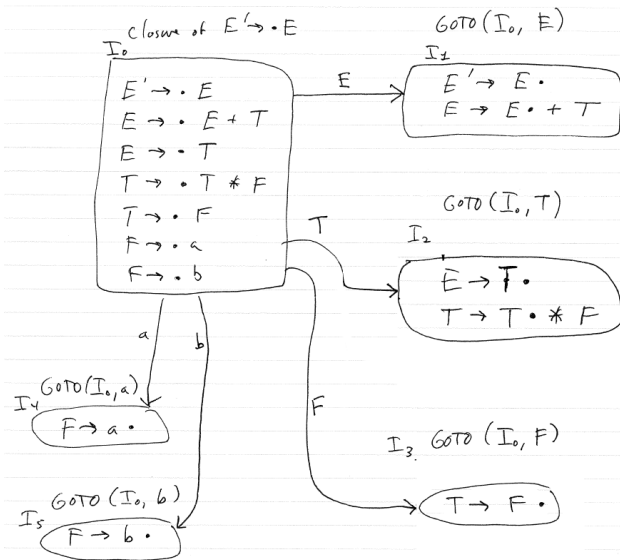 I₀ closure of E' → · E
E' → · E
E → · E + T
E → · T
T → · T * F
T → · F
F → · a
F → · b
E
GOTO (I₀, E)
I₁
E' → E ·
E → E · + T
T
GOTO (I₀, T)
I₂
E → T ·
T → T · * F
F
I₃. GOTO (I₀, F)
T → F ·
a
b
I₄ GOTO (I₀, a)
F → a ·
GOTO (I₀, b)
I₅
F → b ·